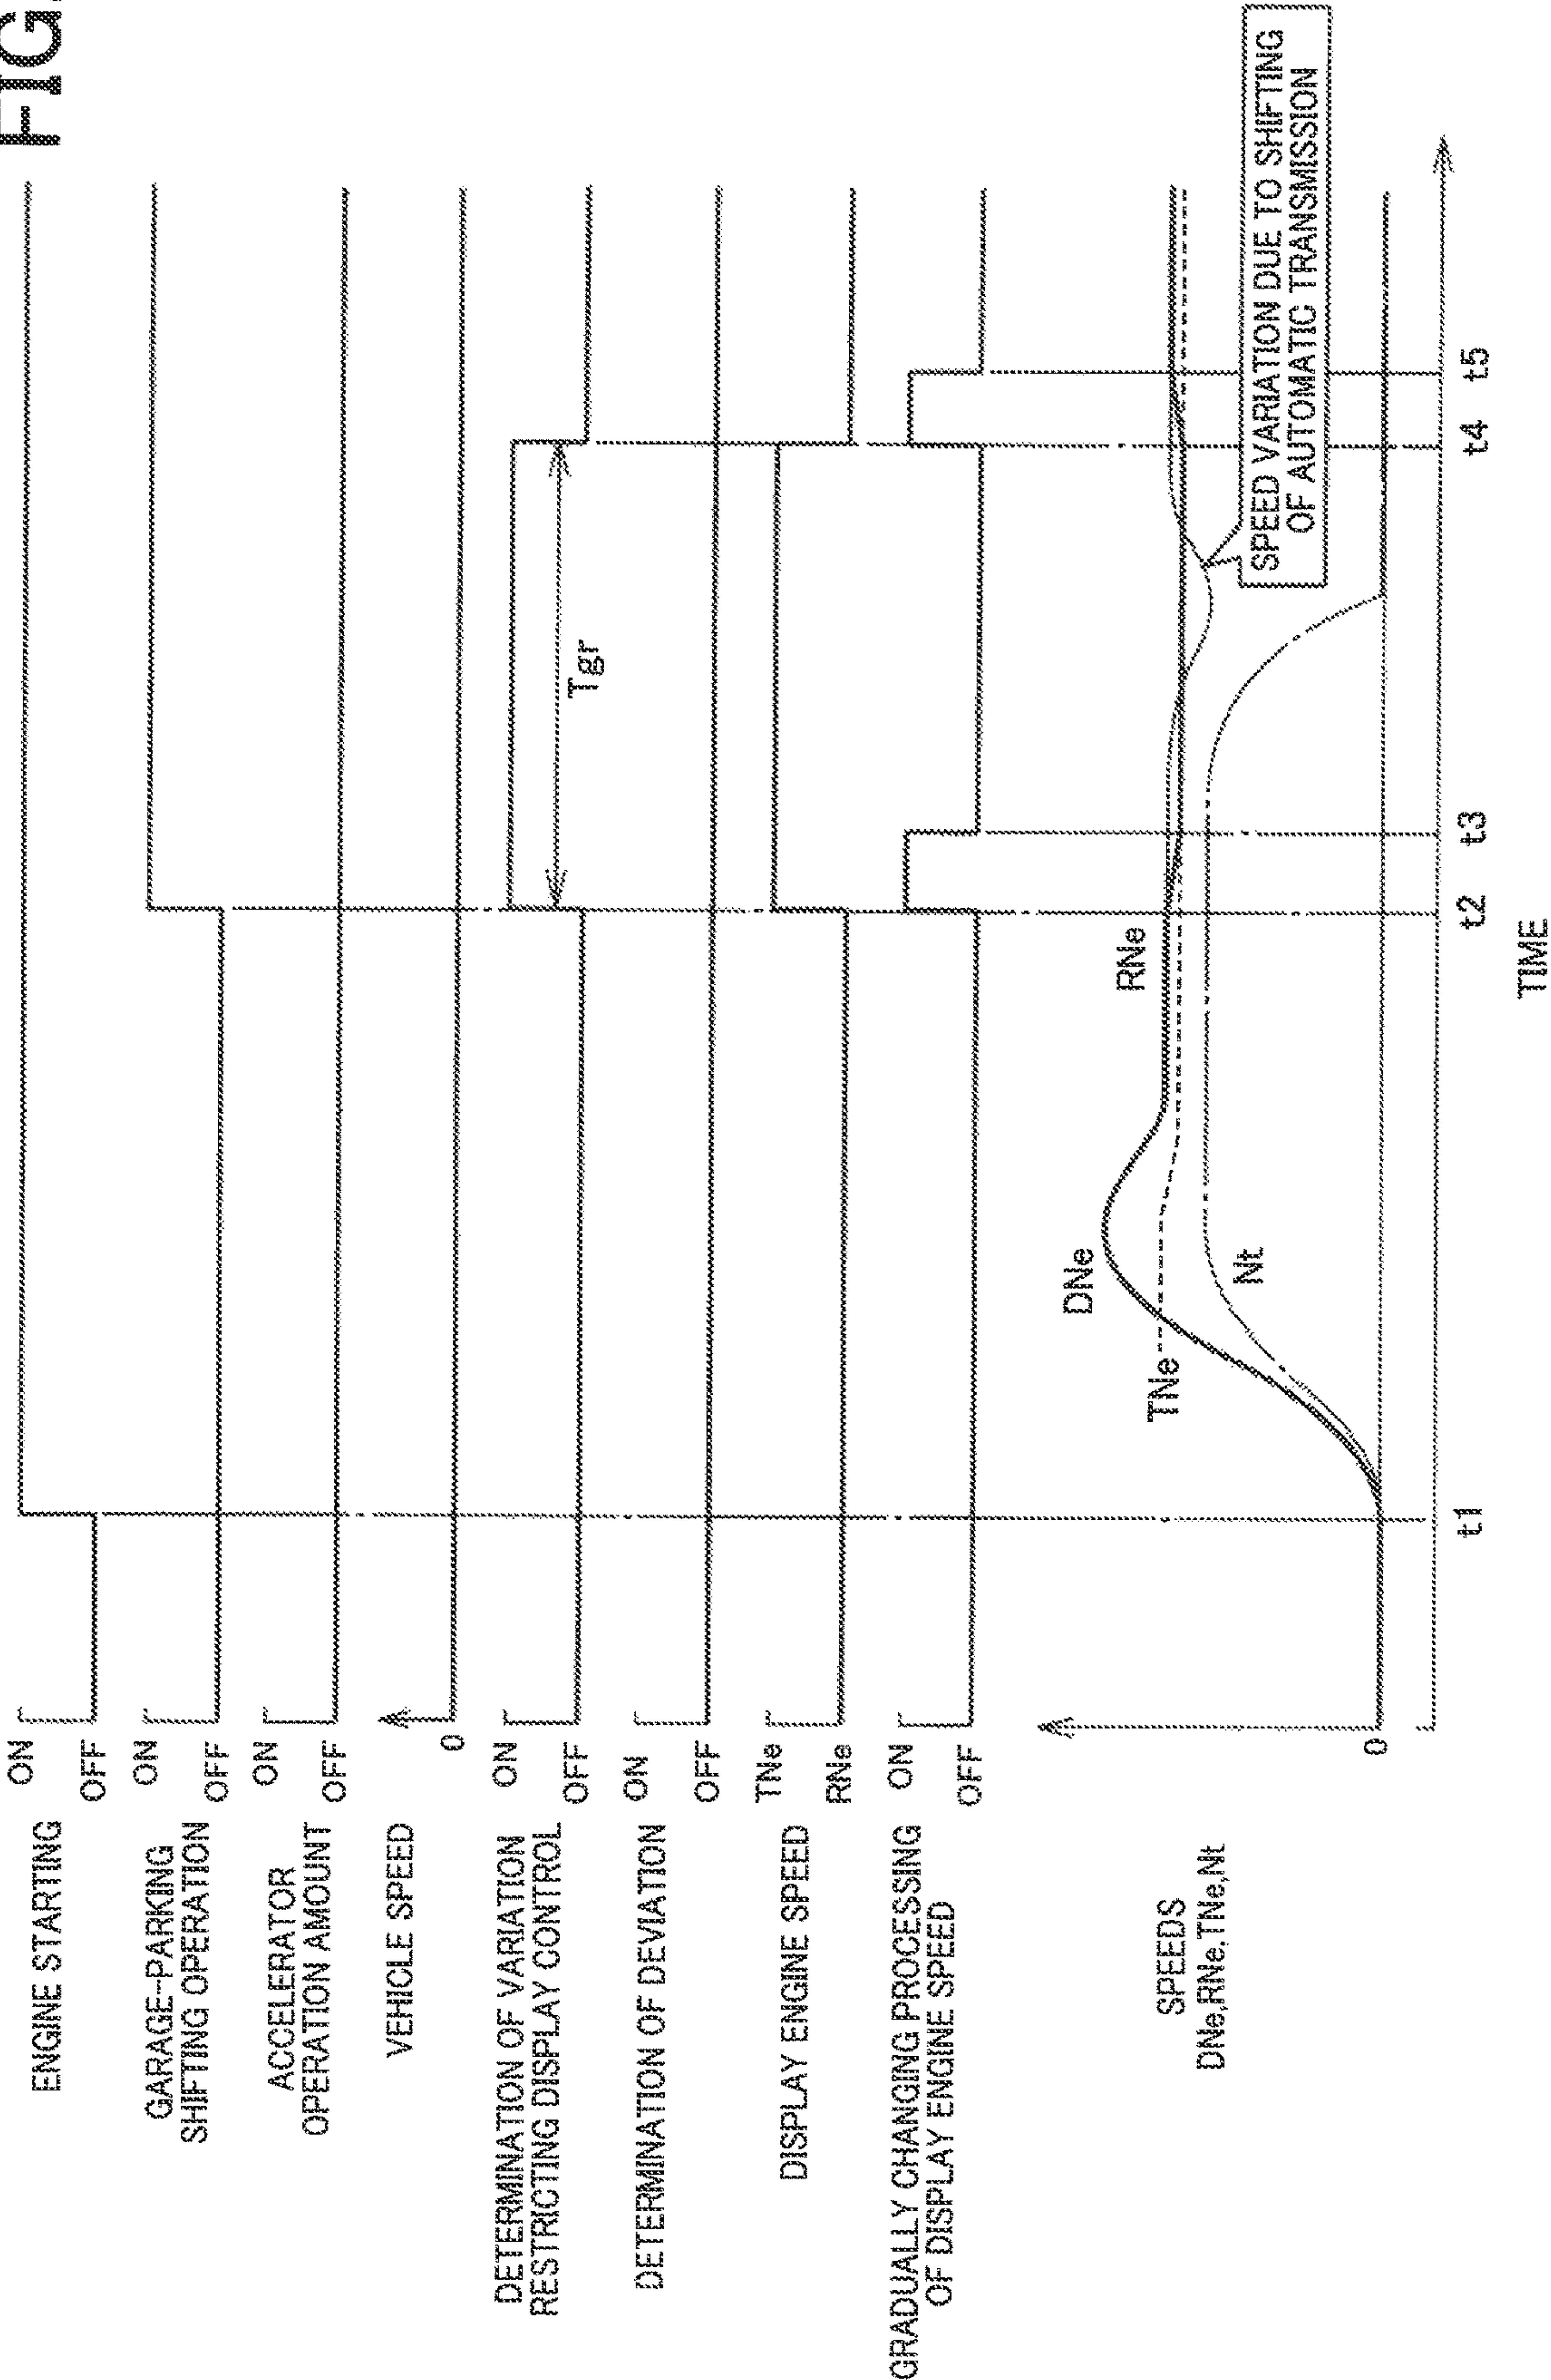 FIG.
ENGINE STARTING
ON
OFF
GARAGE-PARKING
SHIFTING OPERATION
ON
OFF
ACCELERATOR
OPERATION AMOUNT
ON
OFF
VEHICLE SPEED
0
DETERMINATION OF VARIATION
RESTRICTING DISPLAY CONTROL
ON
OFF
Tgr
DETERMINATION OF DEVIATION
ON
OFF
DISPLAY ENGINE SPEED
TNe
RNe
GRADUALLY CHANGING PROCESSING
OF DISPLAY ENGINE SPEED
ON
OFF
SPEEDS
DNe,RNe,TNe,Nt
0
TNe
DNe
Nt
RNe
SPEED VARIATION DUE TO SHIFTING
OF AUTOMATIC TRANSMISSION
t1
t2
t3
t4
t5
TIME